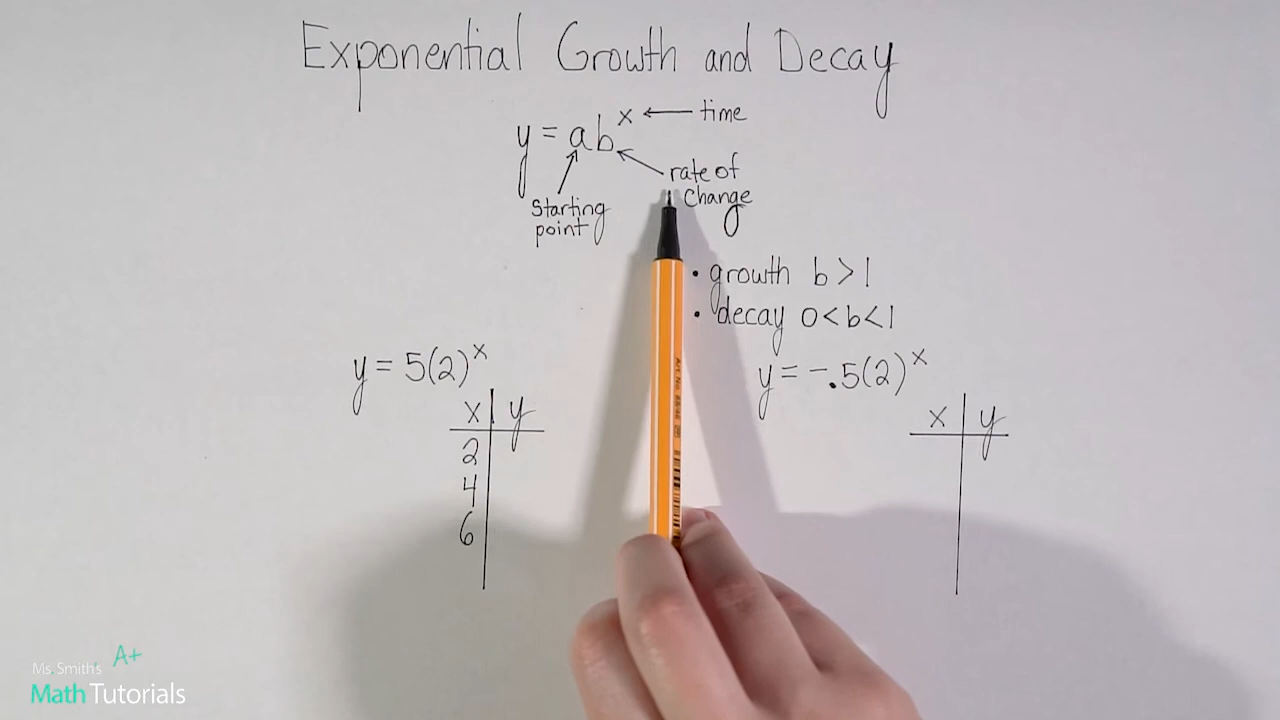 Exponential Growth and Decay
y = ab^x ← time
rate of
change
Starting
point
• growth b > 1
• decay 0 < b < 1
y = 5(2)^x
x y
2
4
6
y = -.5(2)^x
x y
Ms. Smith's A+
Math Tutorials